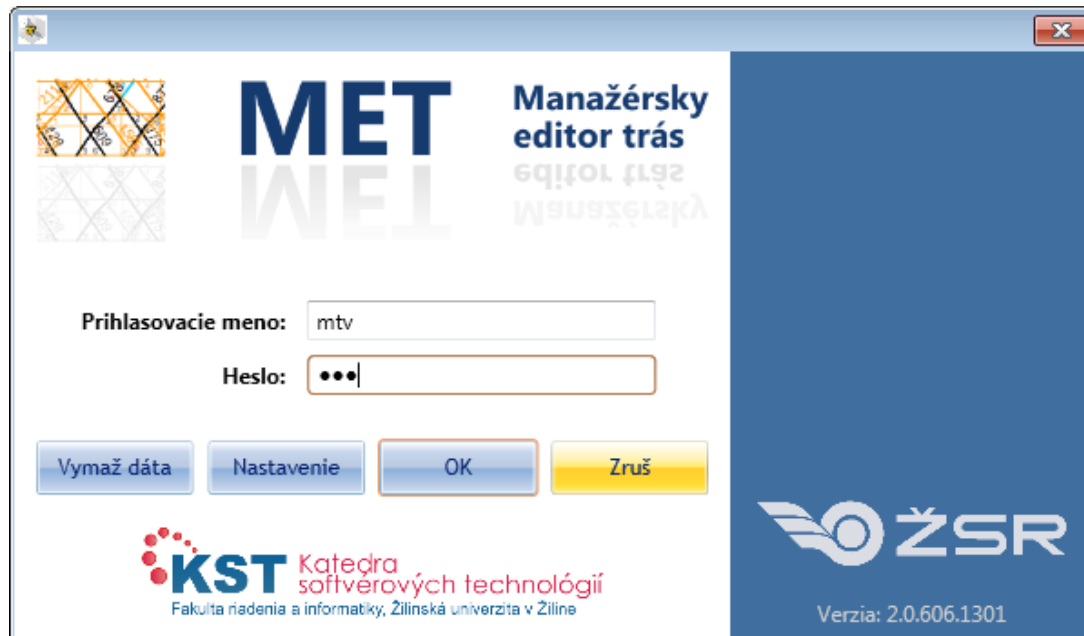 MET
Manažérsky
editor trás
Prihlasovacie meno: mtv
Heslo: •••
Vymaž dáta
Nastavenie
OK
Zruš
KST Katedra
softvérových technológií
Fakulta riadenia a informatiky, Žilinská univerzita v Žiline
ŽSR
Verzia: 2.0.606.1301